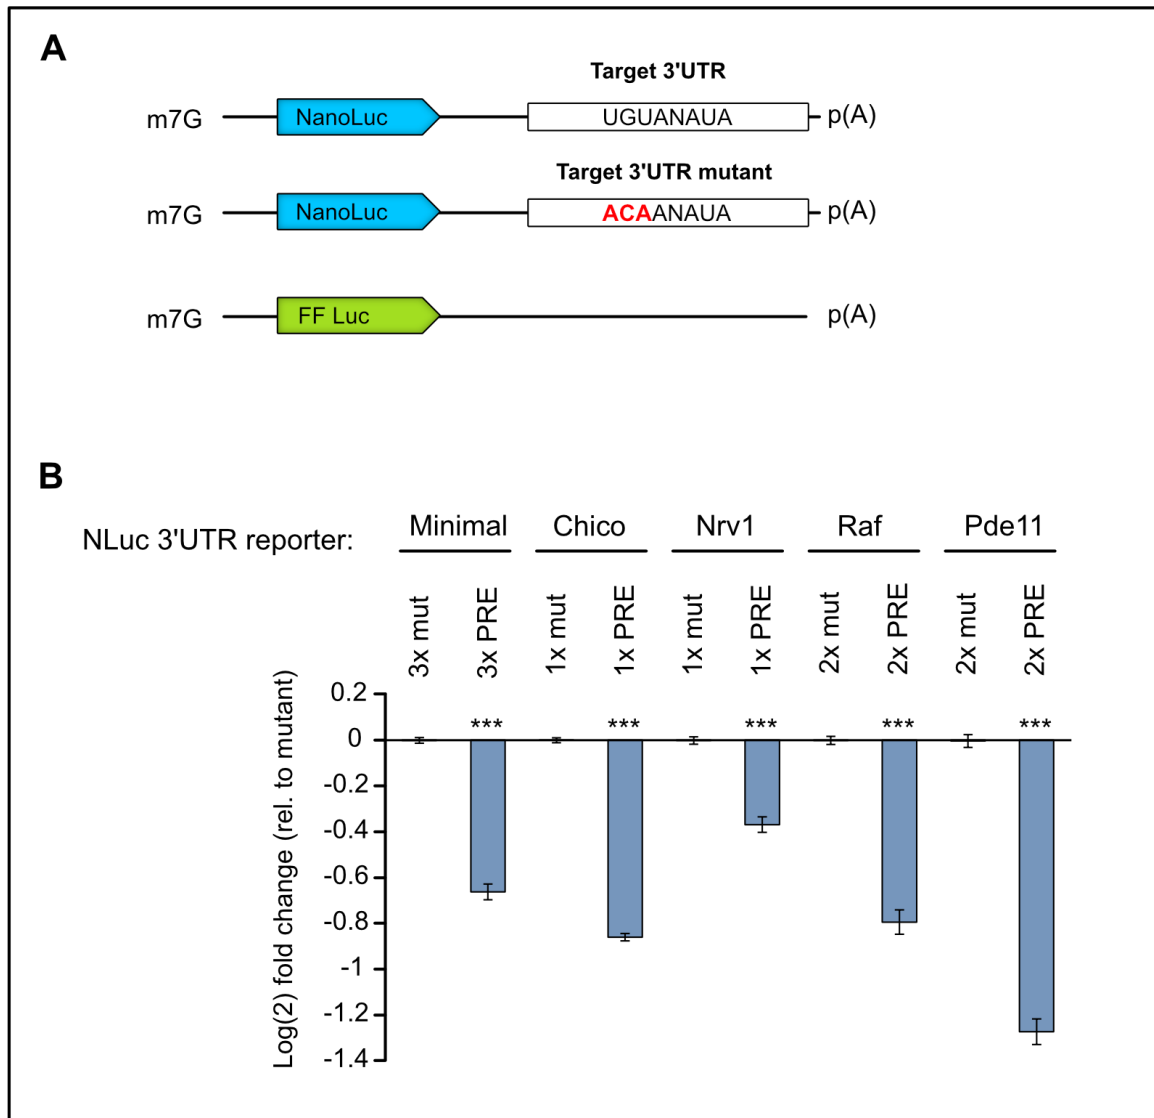 A
Target 3'UTR
m7G NanoLuc UGUANAUA p(A)
Target 3'UTR mutant
m7G NanoLuc ACAANAUA p(A)
m7G FF Luc p(A)
B
NLuc 3'UTR reporter: Minimal Chico Nrv1 Raf Pde11
3x mut 3x PRE 1x mut 1x PRE 1x mut 1x PRE 2x mut 2x PRE 2x mut 2x PRE
Log(2) fold change (rel. to mutant)
0.2
*** *** *** *** ***
0
-0.2
-0.4
-0.6
-0.8
-1
-1.2
-1.4